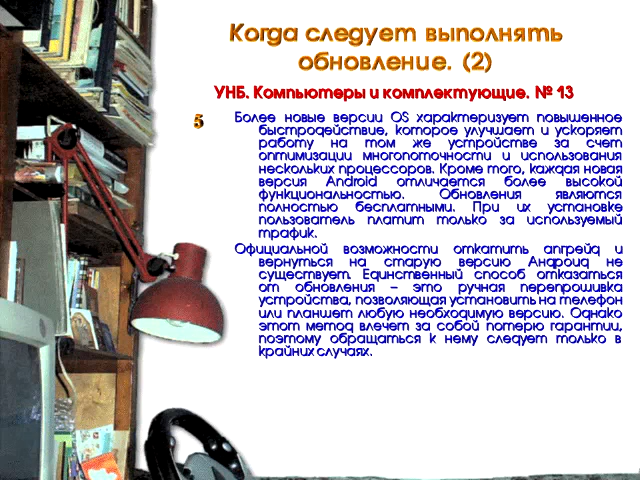 Когда следует выполнять
обновление. (2)
УНБ. Компьютеры и комплектующие. № 13
5
Более новые версии OS характеризует повышенное
быстродействие, которое улучшает и ускоряет
работу на том же устройстве за счет
оптимизации многопоточности и использования
нескольких процессоров. Кроме того, каждая новая
версия Android отличается более высокой
функциональностью. Обновления являются
полностью бесплатными. При их установке
пользователь платит только за используемый
трафик.
Официальной возможности откатить апгрейд и
вернуться на старую версию Андроид не
существует. Единственный способ отказаться
от обновления – это ручная перепрошивка
устройства, позволяющая установить на телефон
или планшет любую необходимую версию. Однако
этот метод влечет за собой потерю гарантии,
поэтому обращаться к нему следует только в
крайних случаях.